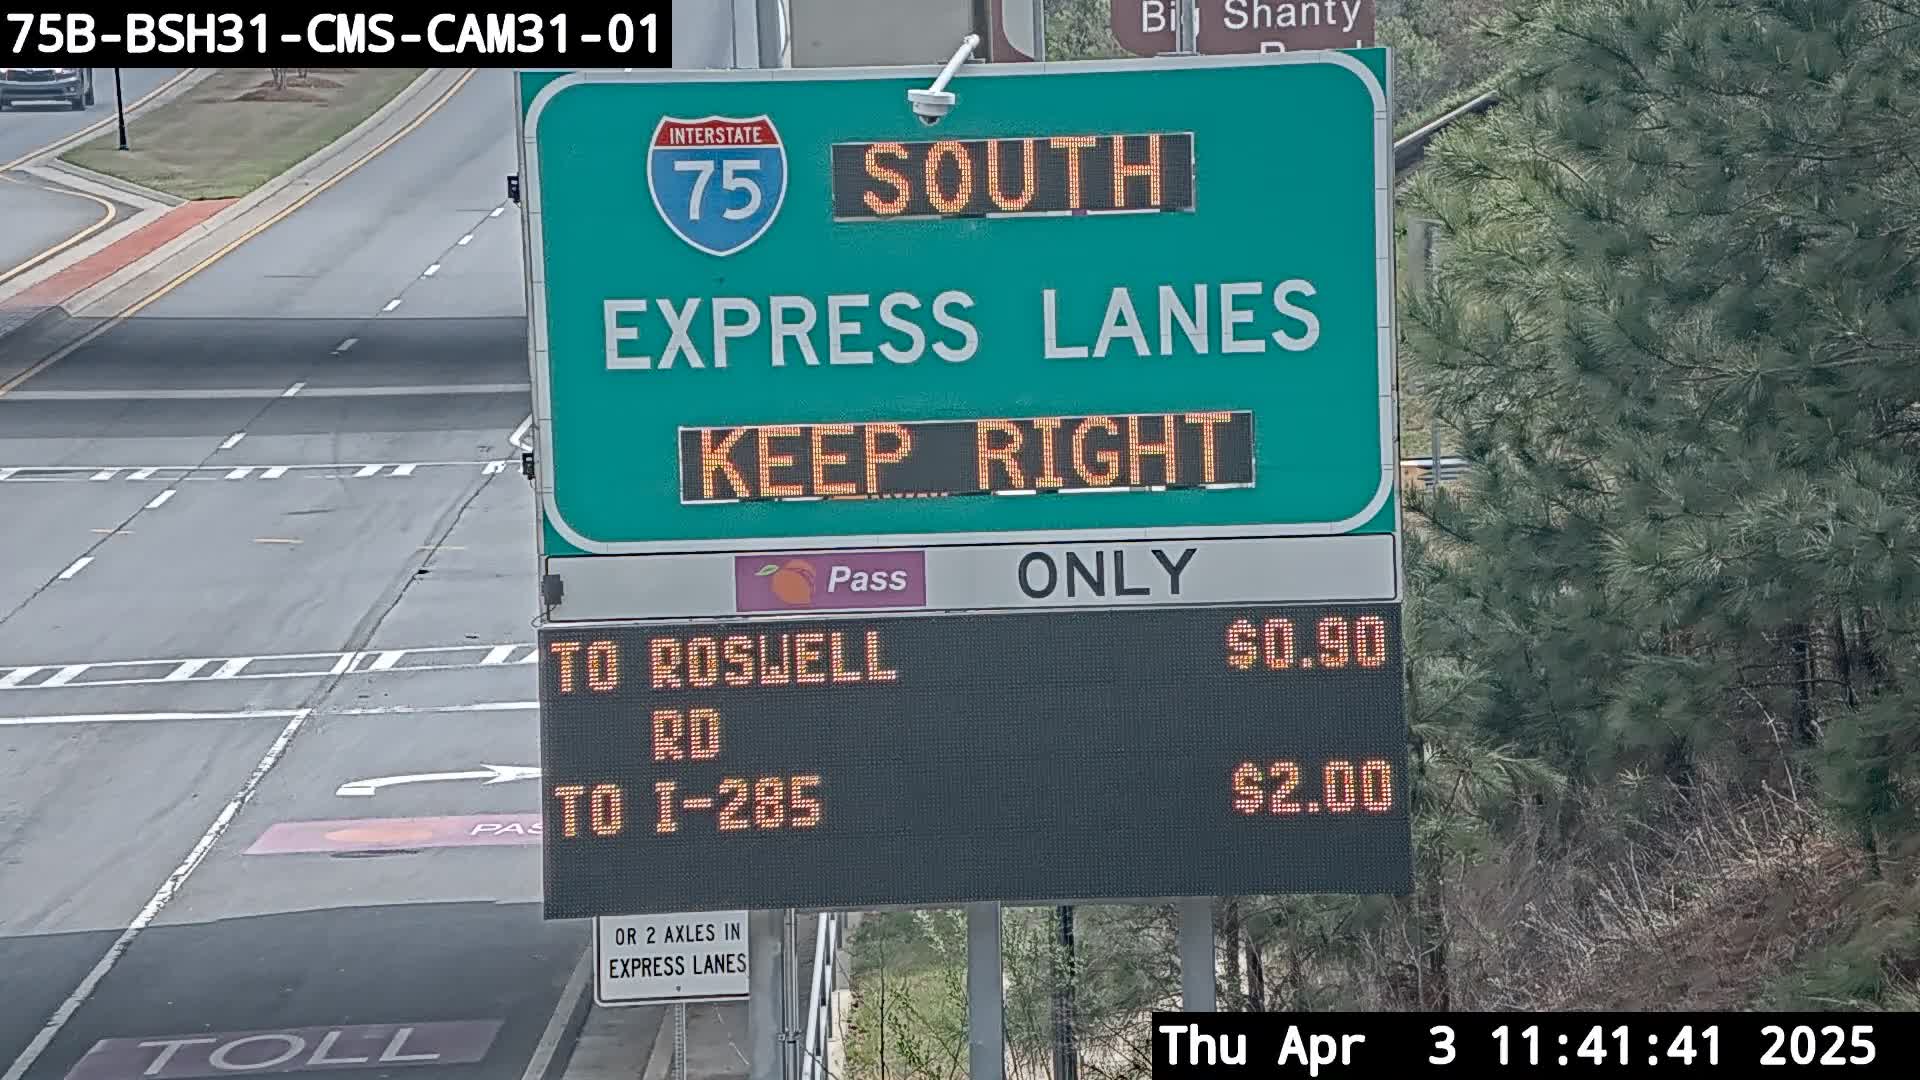 75B-BSH31-CMS-CAM31-01
Big Shanty
INTERSTATE
75
SOUTH
EXPRESS LANES
KEEP RIGHT
Pass ONLY
TO ROSWELL $0.90
RD
TO I-285 $2.00
OR 2 AXLES IN
EXPRESS LANES
TOLL
Thu Apr 3 11:41:41 2025